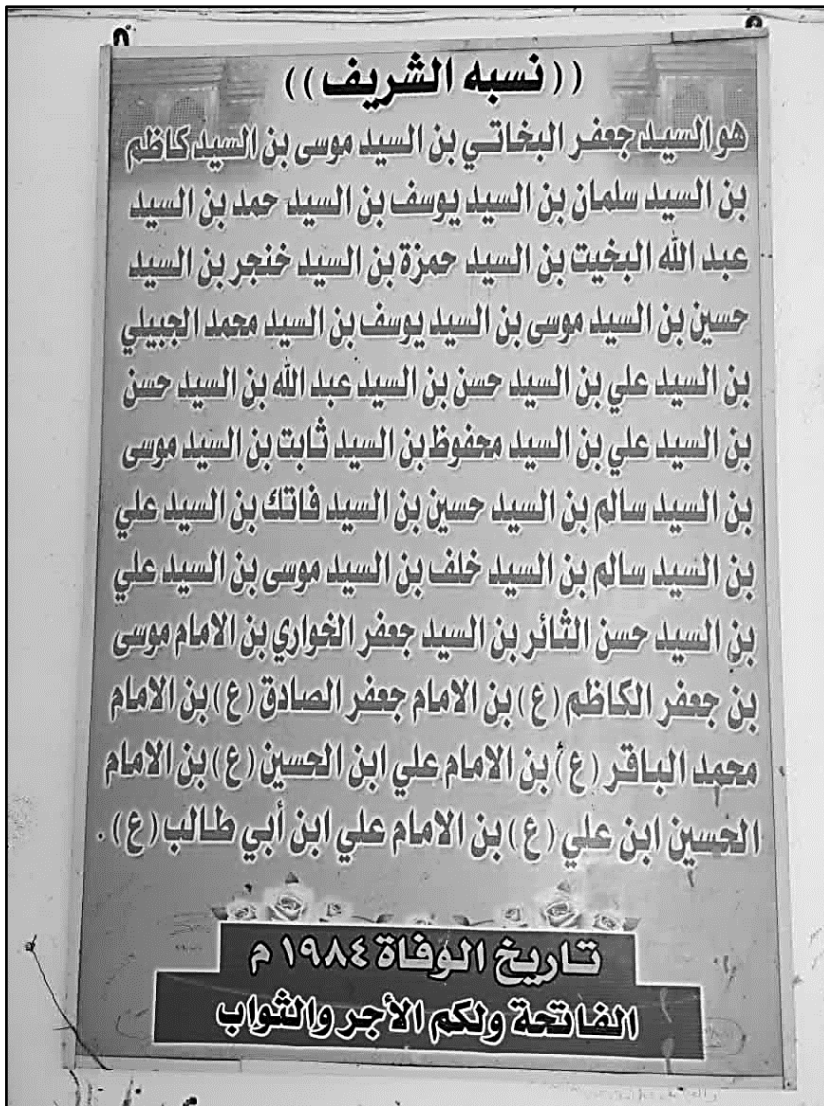 ((نسبه الشريف))
هو السيد جعفر البخاتي بن السيد موسى بن السيد كاظم
بن السيد سلمان بن السيد يوسف بن السيد حمد بن السيد
عبد الله البخيت بن السيد حمزة بن السيد خنجر بن السيد
حسين بن السيد موسى بن السيد يوسف بن السيد محمد الجبيلي
بن السيد علي بن السيد حسن بن السيد عبد الله بن السيد حسن
بن السيد علي بن السيد محفوظ بن السيد ثابت بن السيد موسى
بن السيد سالم بن السيد حسين بن السيد فاتك بن السيد علي
بن السيد سالم بن السيد خلف بن السيد موسى بن السيد علي
بن السيد حسن الثائر بن السيد جعفر الخواري بن الامام موسى
بن جعفر الكاظم (ع) بن الامام جعفر الصادق (ع) بن الامام
محمد الباقر (ع) بن الامام علي ابن الحسين (ع) بن الامام
الحسين ابن علي (ع) بن الامام علي ابن أبي طالب (ع).
تاريخ الوفاة ١٩٨٤ م
الفاتحة ولكم الأجر والثواب